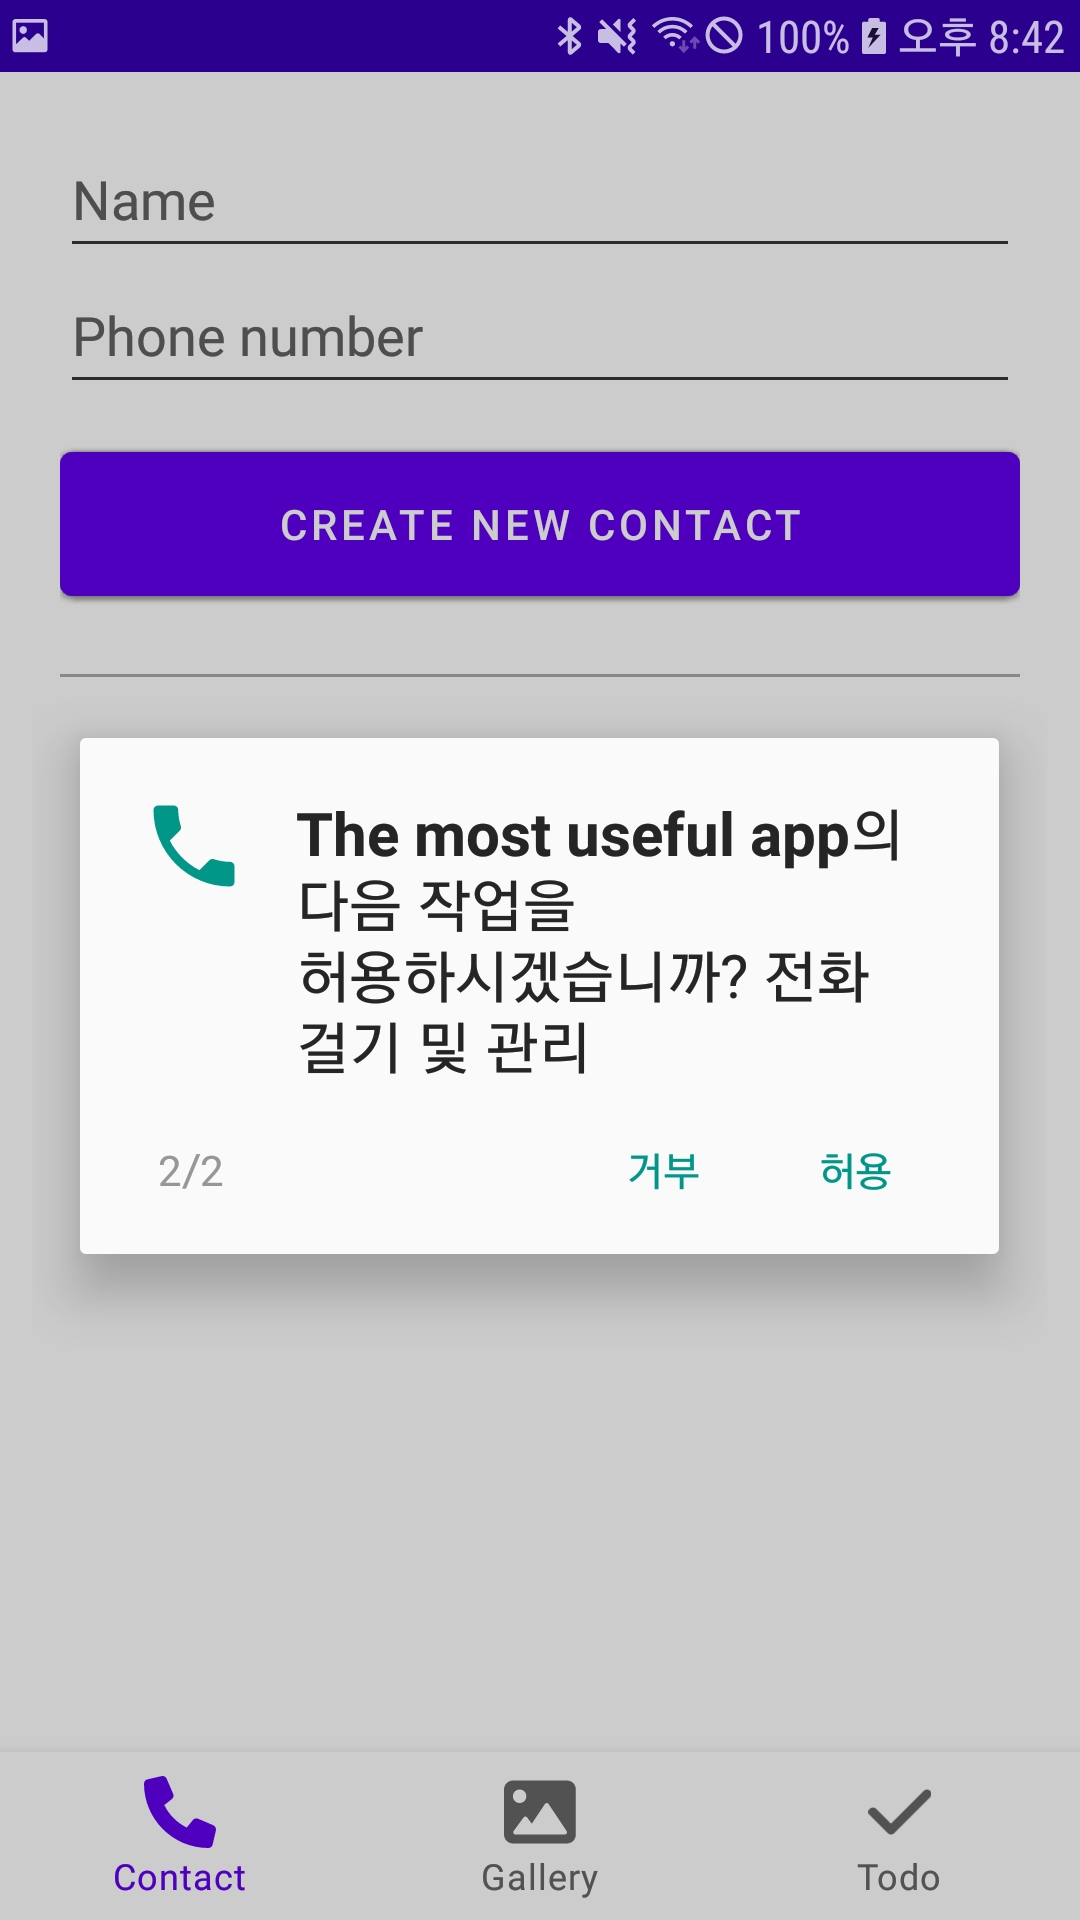 100% 오후 8:42
Name
Phone number
CREATE NEW CONTACT
The most useful app의
다음 작업을
허용하시겠습니까? 전화
걸기 및 관리
2/2 거부 허용
Contact Gallery Todo